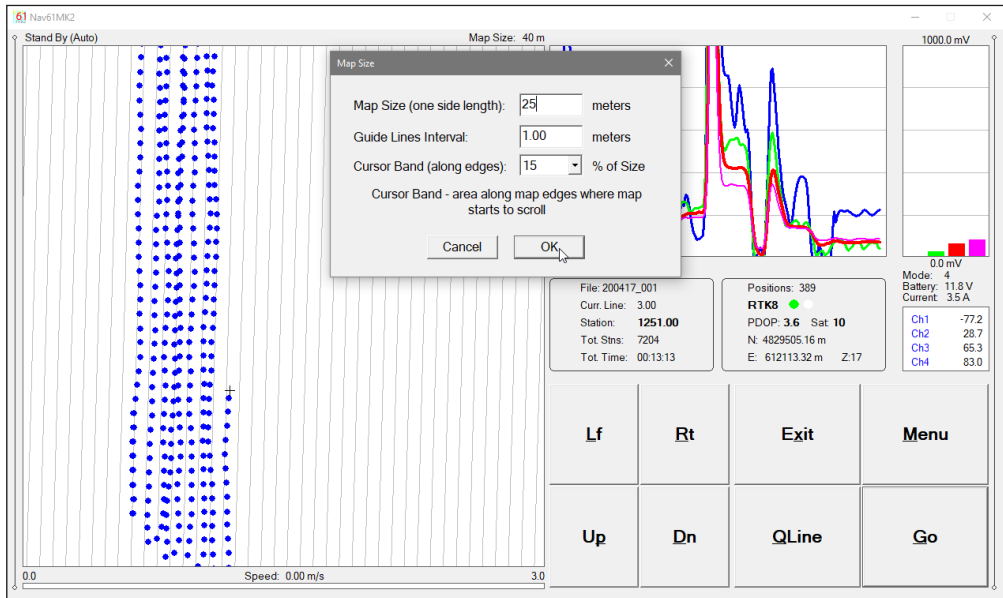 61 Nav61MK2
Stand By (Auto)
Map Size: 40 m
1000.0 mV
Map Size
Map Size (one side length): 25 meters
Guide Lines Interval: 1.00 meters
Cursor Band (along edges): 15 % of Size
Cursor Band - area along map edges where map
starts to scroll
Cancel OK
0.0 mV
Mode: 4
Battery: 11.8 V
Current: 3.5 A
File: 200417_001
Curr. Line: 3.00
Station: 1251.00
Tot. Stns: 7204
Tot. Time: 00:13:13
Positions: 389
RTK8
PDOP: 3.6 Sat: 10
N: 4829505.16 m
E: 612113.32 m Z:17
Ch1 -77.2
Ch2 28.7
Ch3 65.3
Ch4 83.0
Lf Rt Exit Menu
Up Dn QLine Go
0.0 Speed: 0.00 m/s 3.0